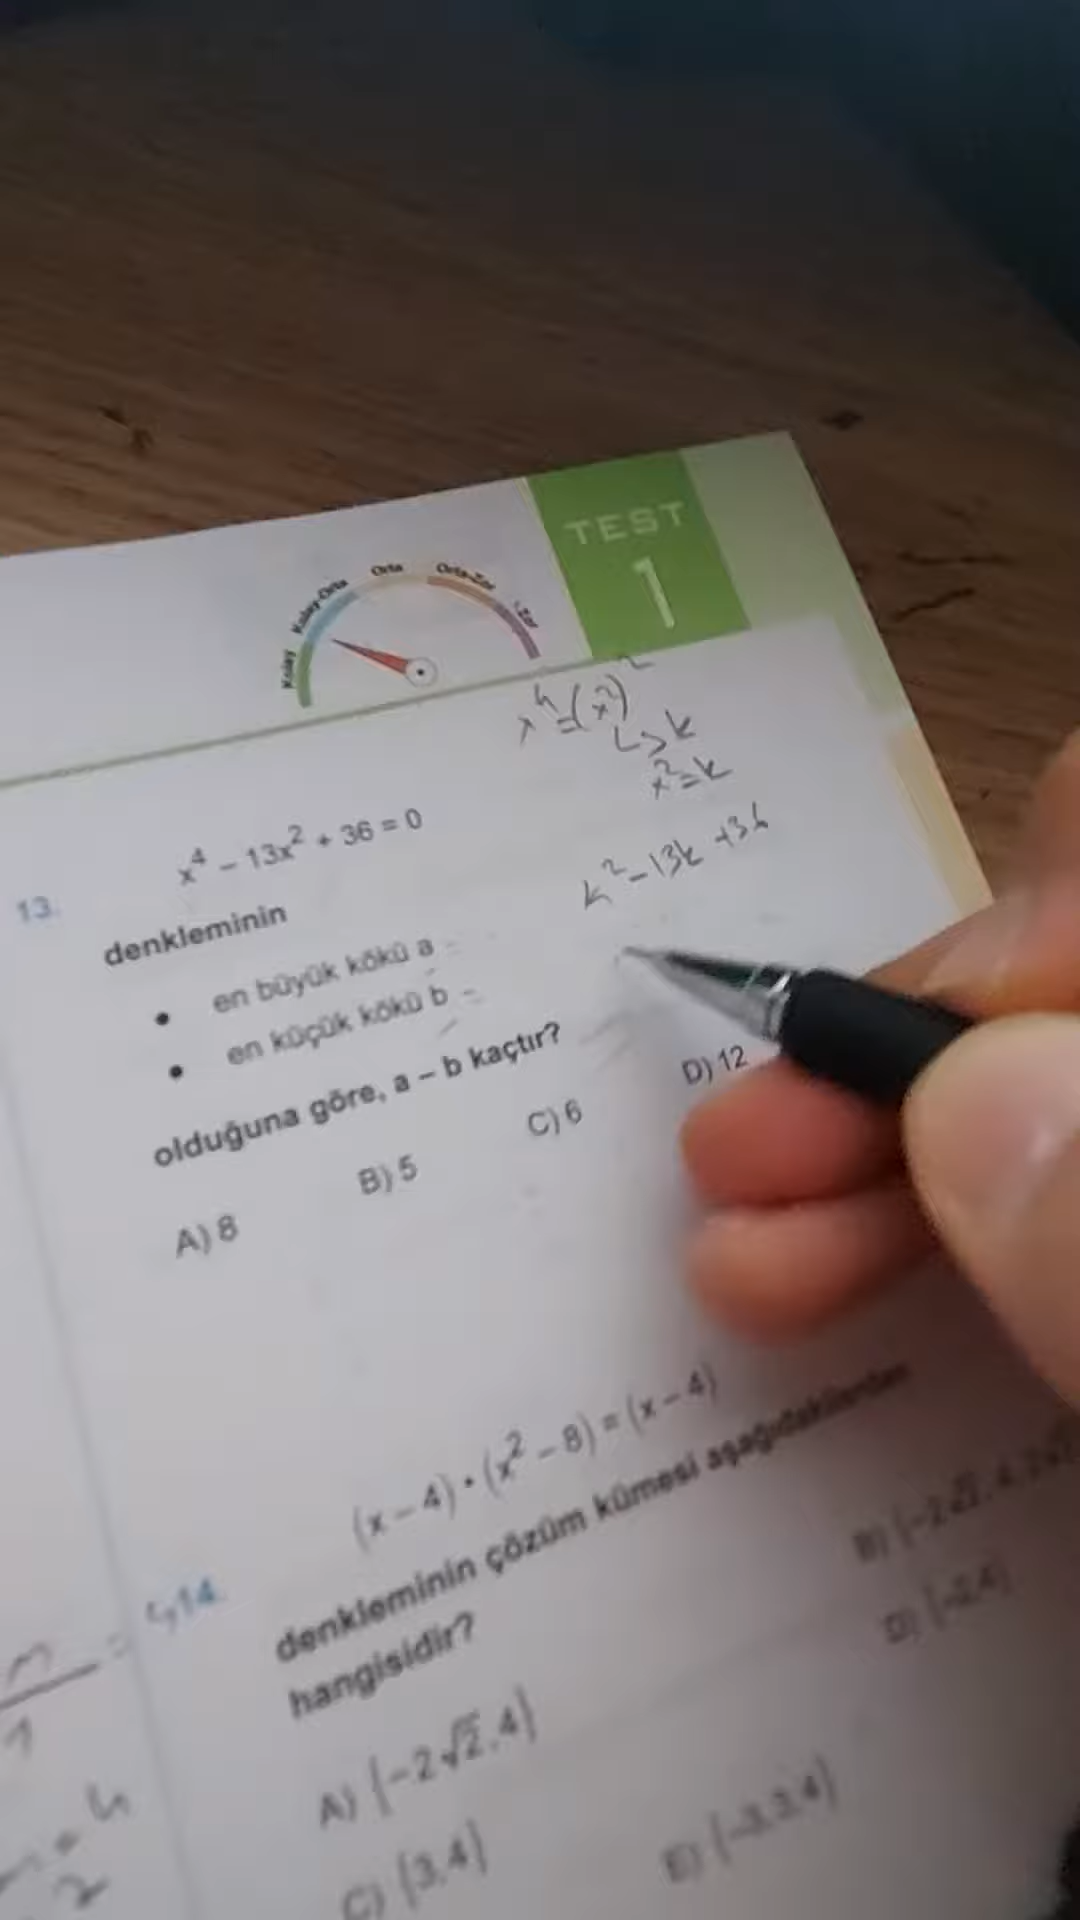 TEST
1
Kolay
Kolay-Orta
Orta
Orta-Zor
Zor
x⁴ = (x²)²
↳ k
x² = k
k² - 13k + 36
13.
x⁴ - 13x² + 36 = 0
denkleminin
• en büyük kökü a =
• en küçük kökü b =
olduğuna göre, a - b kaçtır?
A) 8 B) 5 C) 6 D) 12
14.
(x - 4) • (x² - 8) = (x - 4)
denkleminin çözüm kümesi aşağıdakilerden
hangisidir?
A) {-2√2, 4}
D) {-2,4}
C) {3,4} E) {-3,3,4}